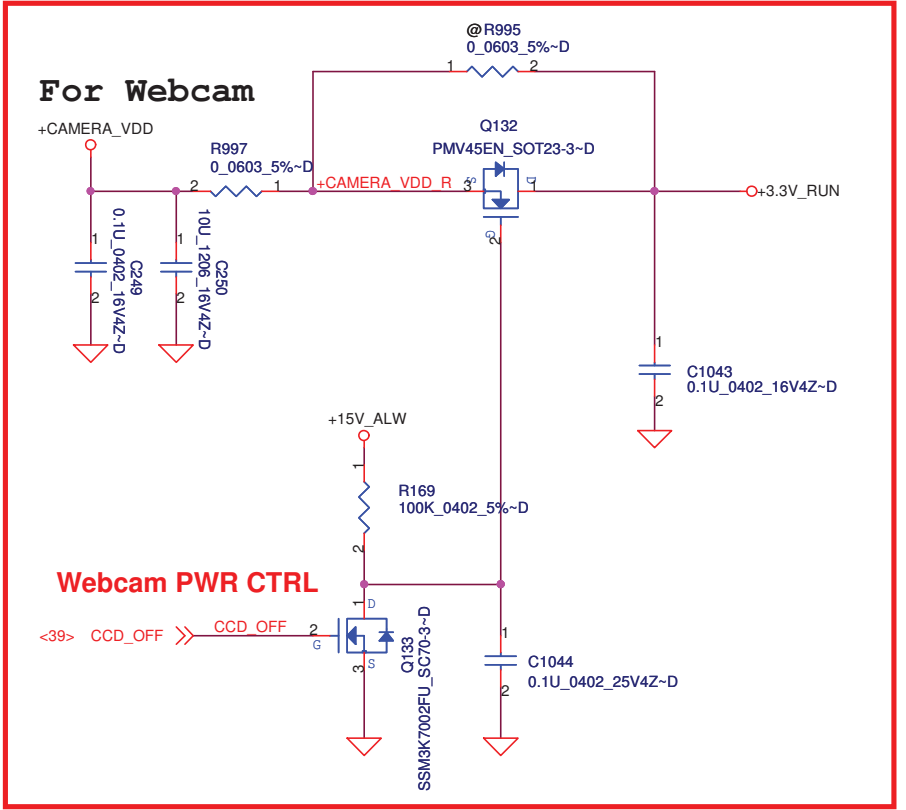 @R995
0_0603_5%~D
1
2
For Webcam
+CAMERA_VDD
Q132
PMV45EN_SOT23-3~D
R997
0_0603_5%~D
2
1
+CAMERA_VDD_R
3
S
D
1
+3.3V_RUN
G
2
1
2
0.1U_0402_16V4Z~D
C249
1
2
10U_1206_16V4Z~D
C250
1
2
C1043
0.1U_0402_16V4Z~D
+15V_ALW
1
R169
100K_0402_5%~D
2
Webcam PWR CTRL
<39>
CCD_OFF
CCD_OFF
2
G
1
D
3
S
Q133
SSM3K7002FU_SC70-3~D
1
2
C1044
0.1U_0402_25V4Z~D